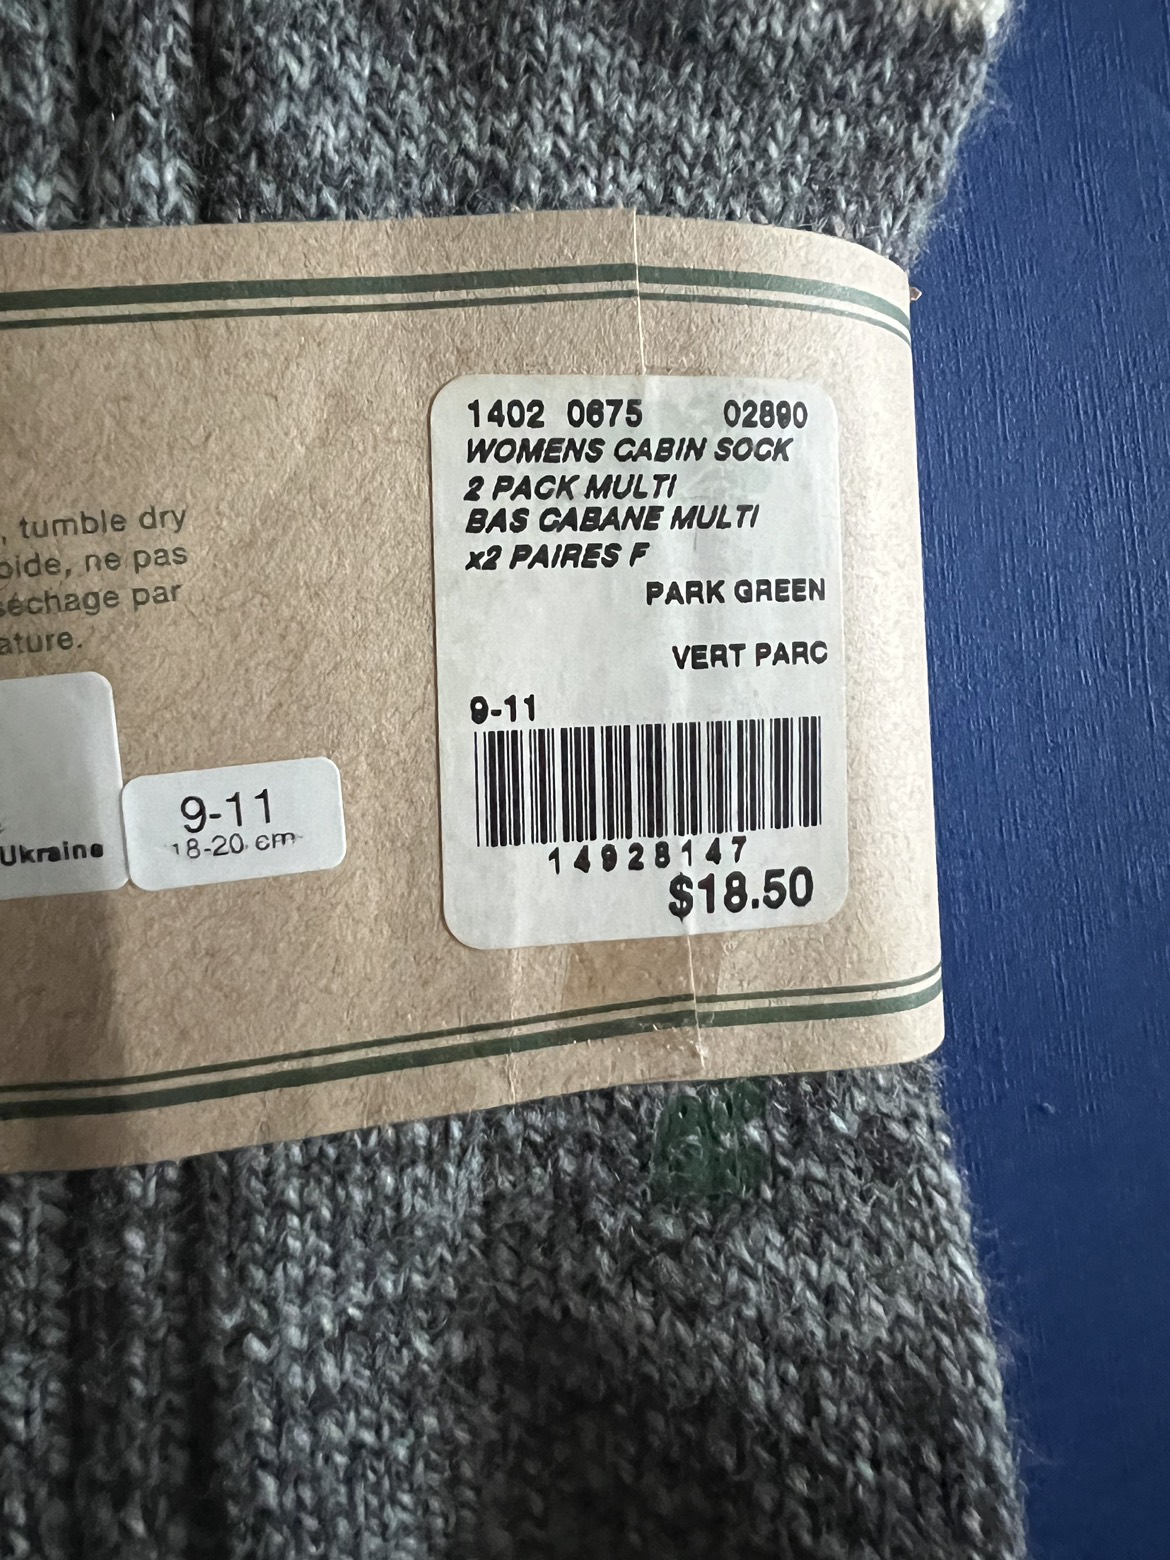 , tumble dry
oide, ne pas
séchage par
ature.
Ukraine
9-11
18-20 cm
1402 0675 02890
WOMENS CABIN SOCK
2 PACK MULTI
BAS CABANE MULTI
x2 PAIRES F
PARK GREEN
VERT PARC
9-11
14928147
$18.50